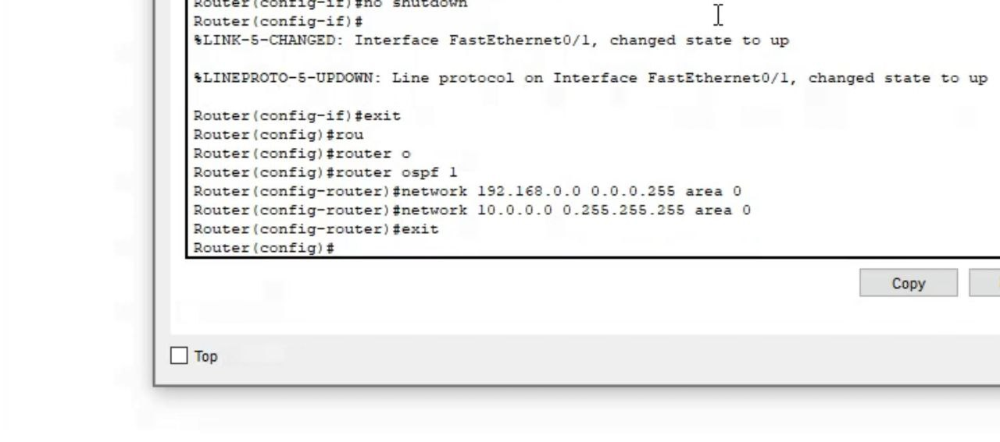 Router(config-if)#no shutdown
Router(config-if)#
%LINK-5-CHANGED: Interface FastEthernet0/1, changed state to up
%LINEPROTO-5-UPDOWN: Line protocol on Interface FastEthernet0/1, changed state to up
Router(config-if)#exit
Router(config)#rou
Router(config)#router o
Router(config)#router ospf 1
Router(config-router)#network 192.168.0.0 0.0.0.255 area 0
Router(config-router)#network 10.0.0.0 0.255.255.255 area 0
Router(config-router)#exit
Router(config)#
Copy
Top